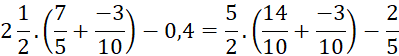 2 1/2 . (7/5 + -3/10) − 0,4 = 5/2 . (14/10 + -3/10) − 2/5